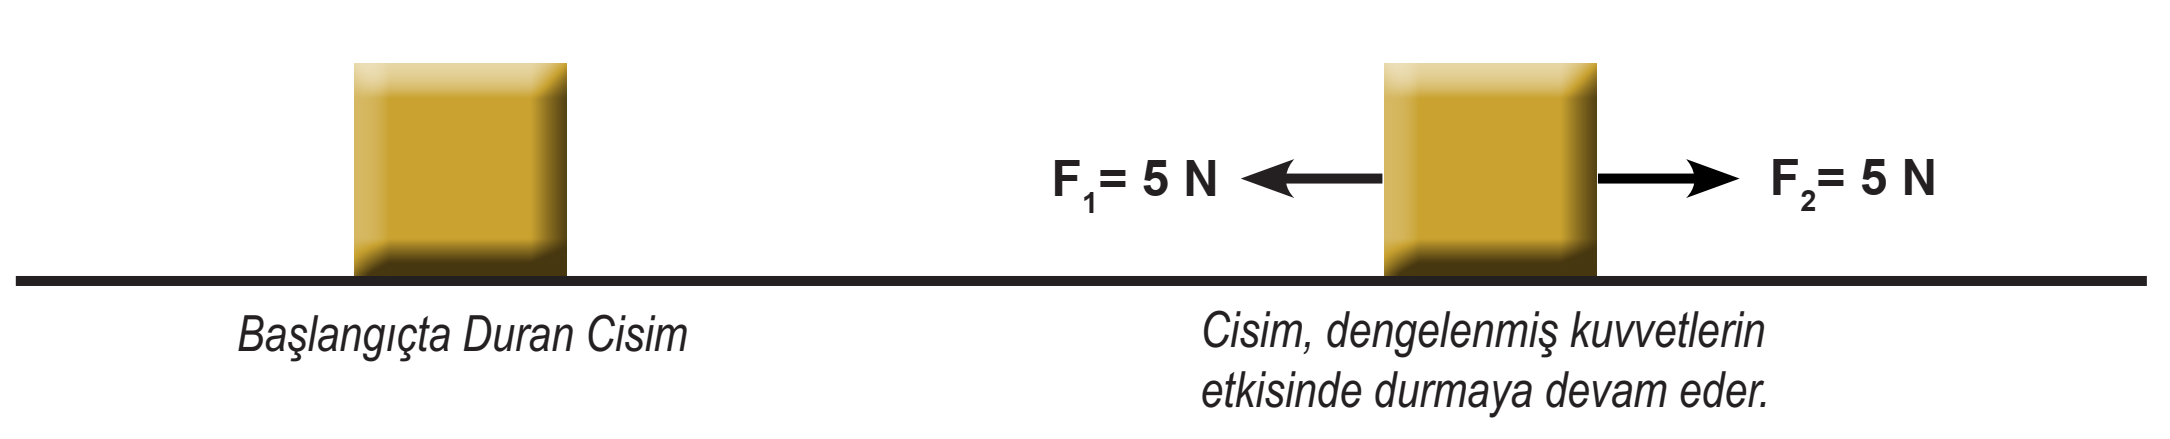 F₁= 5 N
F₂= 5 N
Başlangıçta Duran Cisim
Cisim, dengelenmiş kuvvetlerin
etkisinde durmaya devam eder.